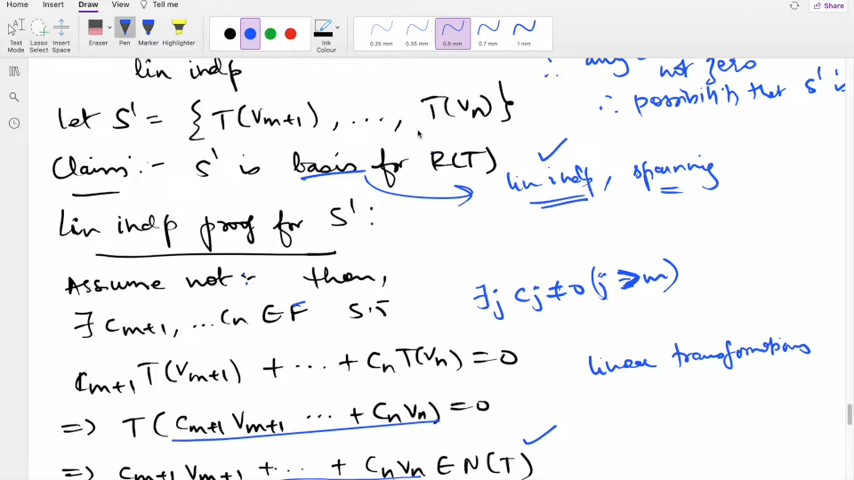 Home Insert Draw View Tell me
Share
Text Mode
Lasso Select
Insert Space
Eraser
Pen
Marker
Highlighter
Ink Colour
0.25 mm
0.35 mm
0.5 mm
0.7 mm
1 mm
lin indp
∴ any
not zero
∴ possibility that S' is
let S' = { T(Vm+1), ..., T(Vn) }
Claim :- S' is basis for R(T)
lin indp, spanning
lin indp proof for S' :
Assume not :- then,
∃ Cm+1, ... Cn ∈ F S.T
∃j Cj ≠ 0 (j > m)
Cm+1 T(Vm+1) + ... + Cn T(Vn) = 0
linear transformations
=> T ( Cm+1 Vm+1 ... + Cn Vn) = 0
=> Cm+1 Vm+1 + ... + Cn Vn ∈ N(T)